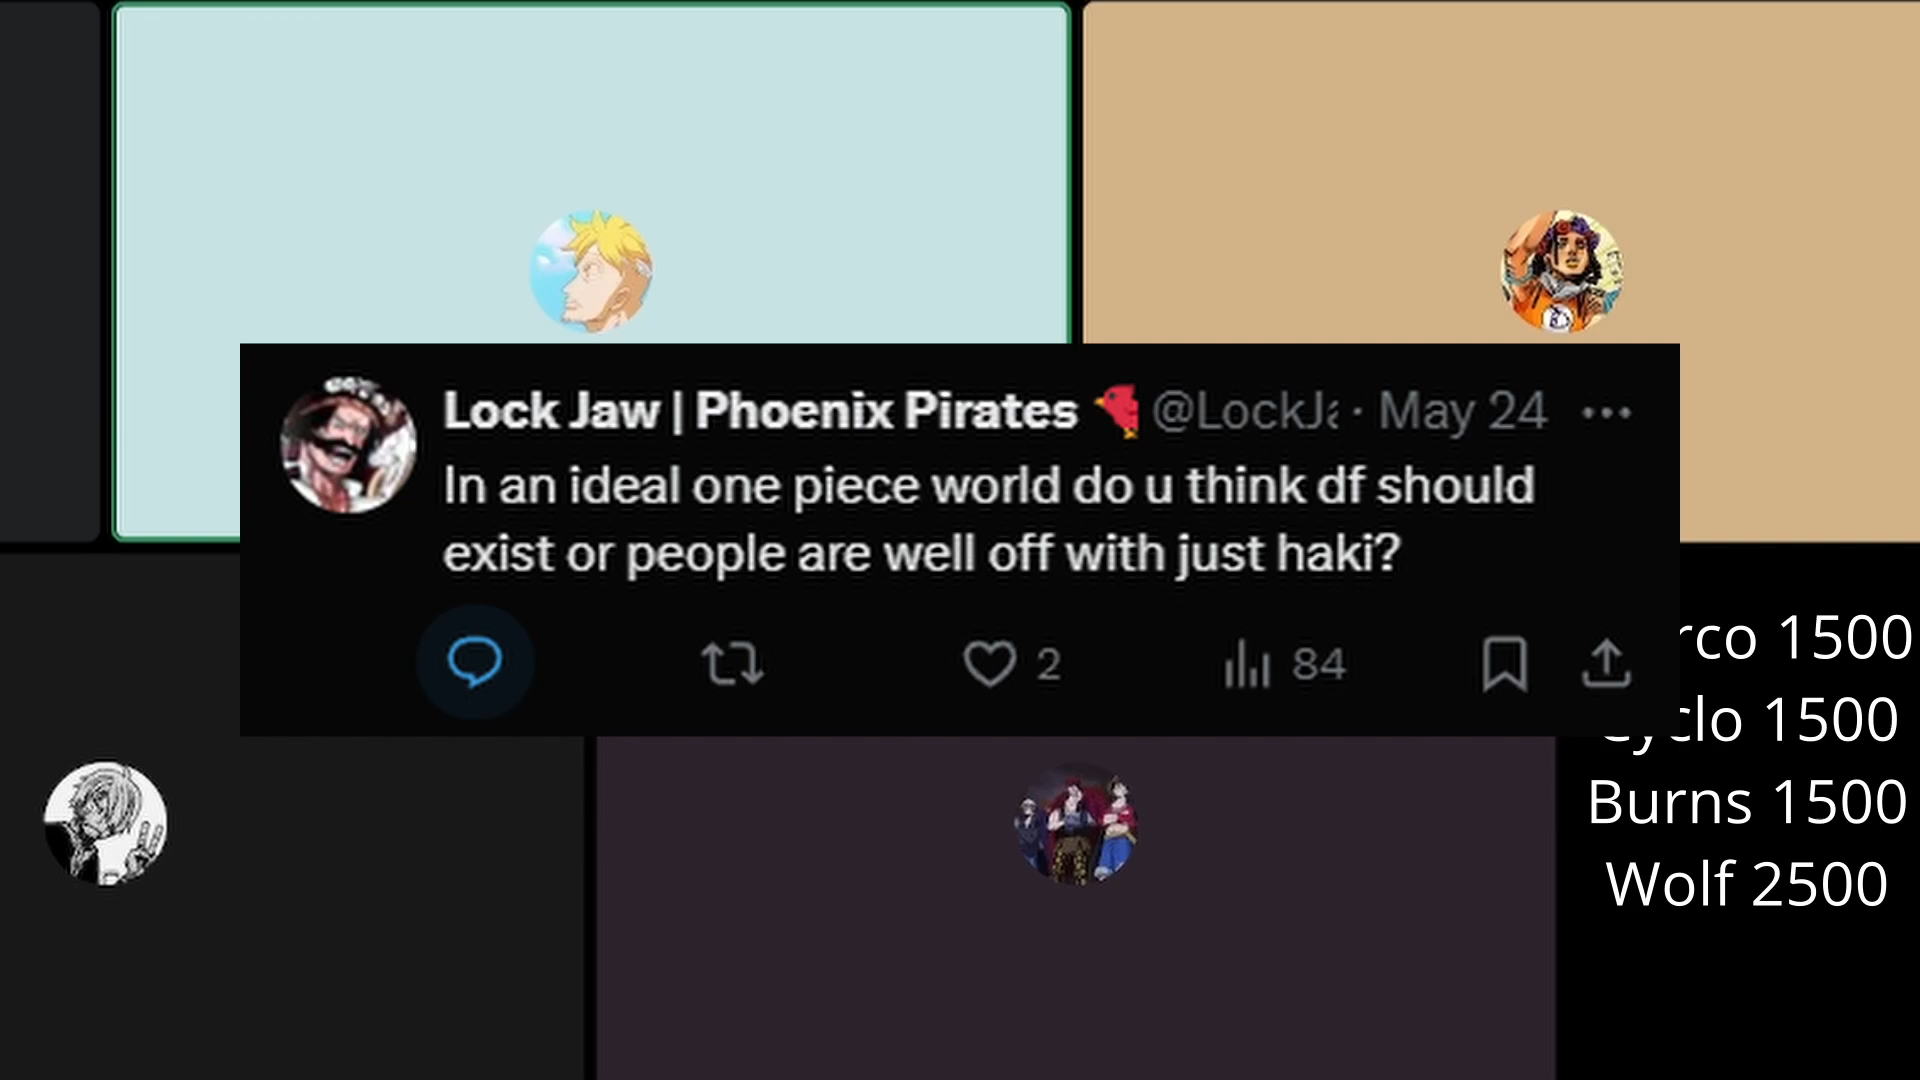 Lock Jaw | Phoenix Pirates @LockJa · May 24
In an ideal one piece world do u think df should
exist or people are well off with just haki?
2
84
rco 1500
clo 1500
Burns 1500
Wolf 2500